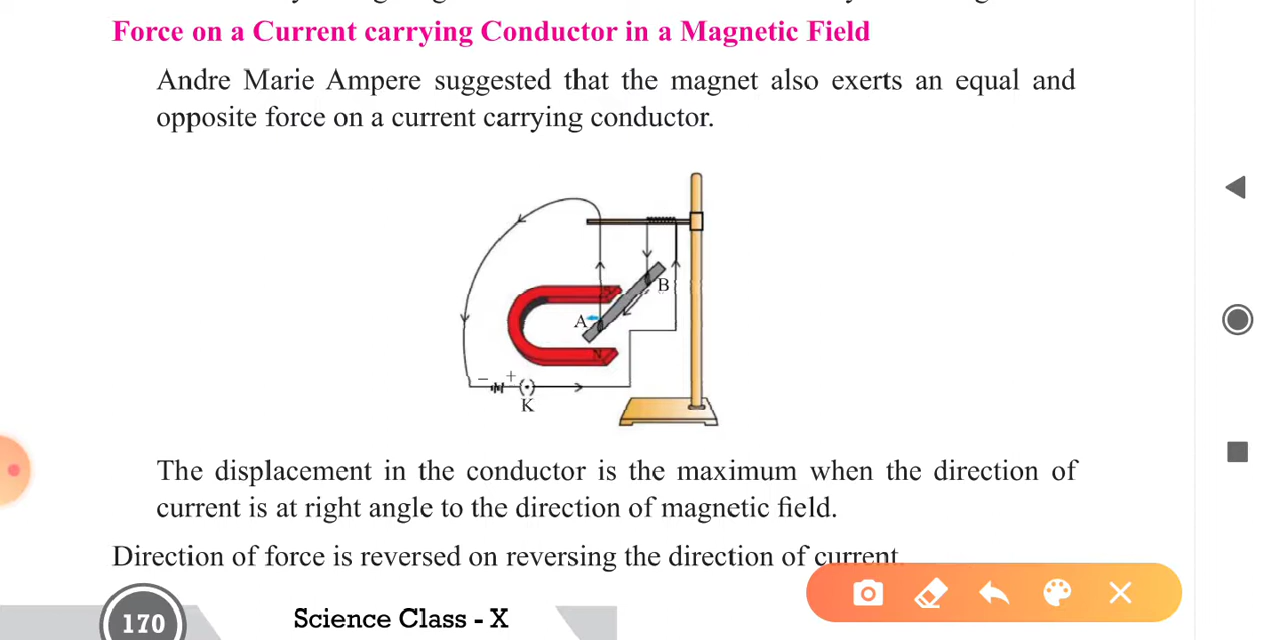 Force on a Current carrying Conductor in a Magnetic Field
Andre Marie Ampere suggested that the magnet also exerts an equal and
opposite force on a current carrying conductor.
B
A
N
− +
K
The displacement in the conductor is the maximum when the direction of
current is at right angle to the direction of magnetic field.
Direction of force is reversed on reversing the direction of current.
170
Science Class - X